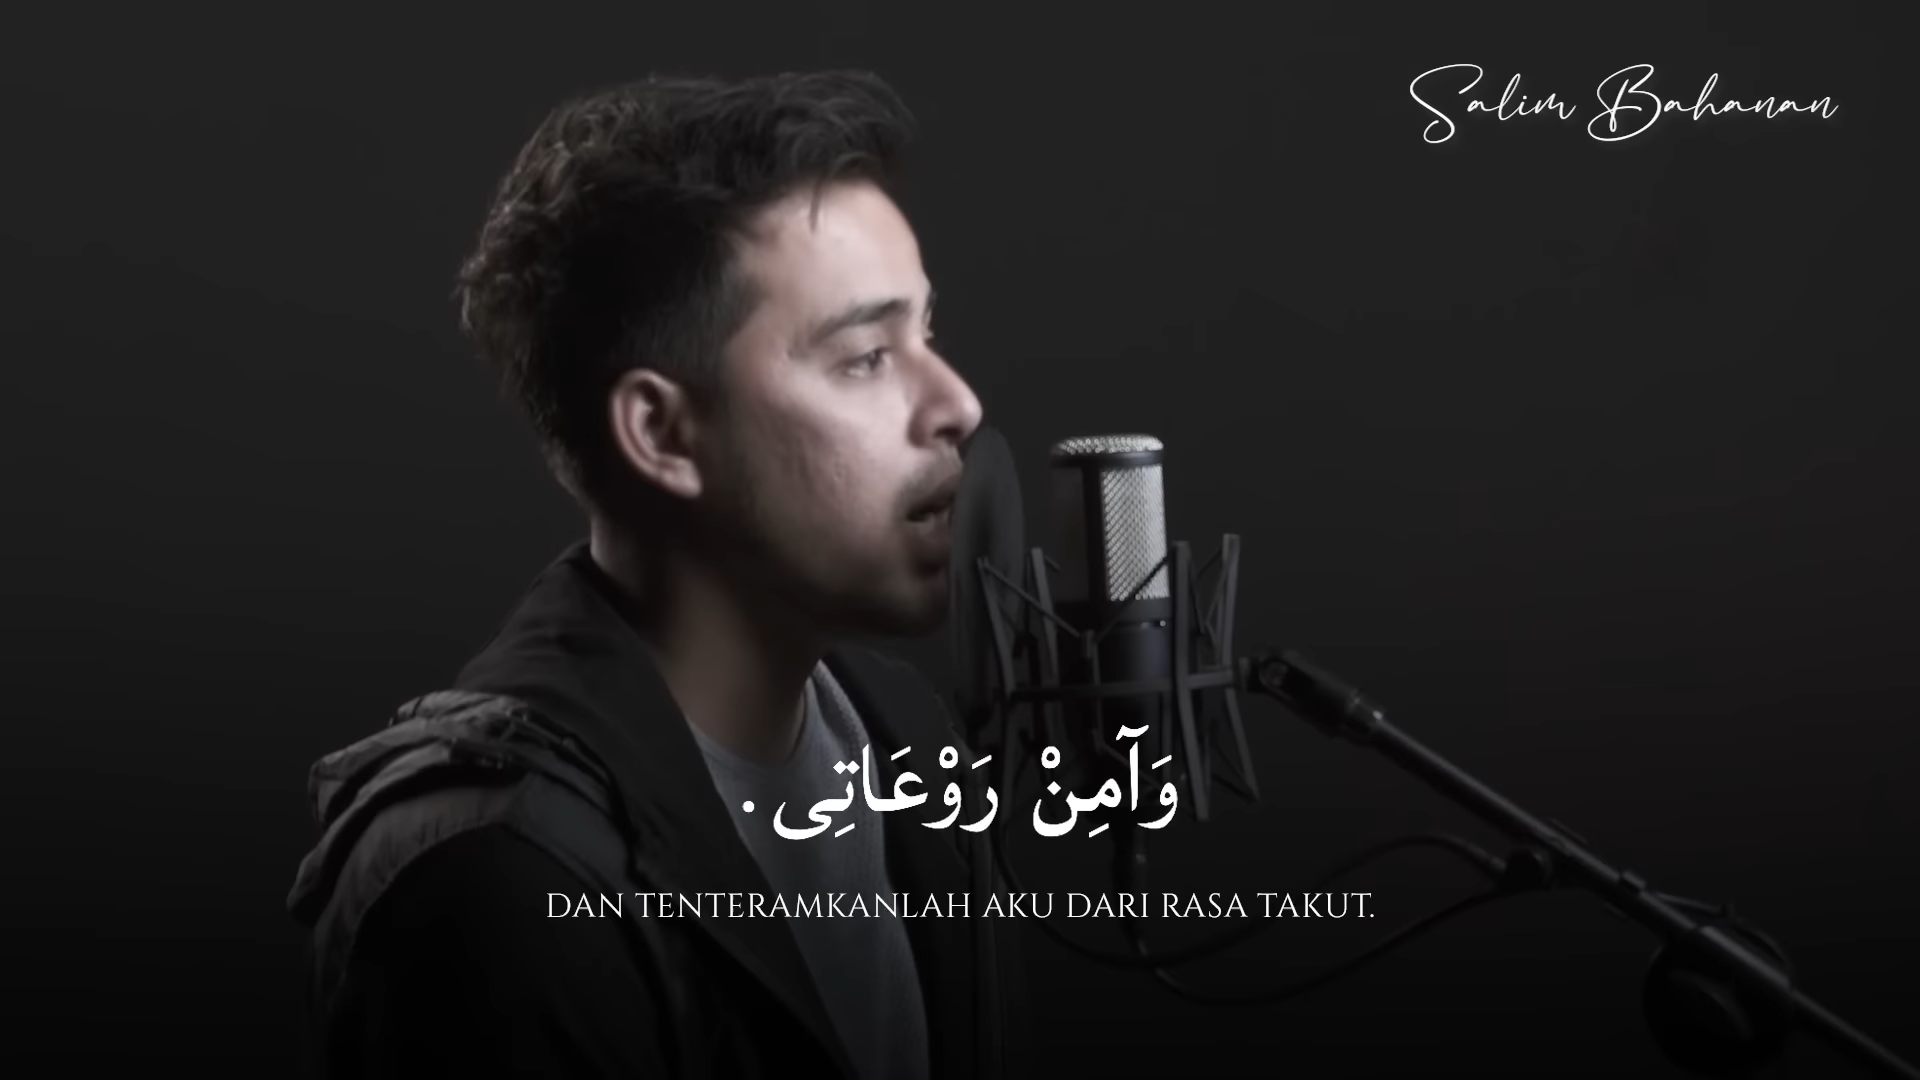 Salim Bahanan
وَآمِنْ رَوْعَاتِى .
DAN TENTERAMKANLAH AKU DARI RASA TAKUT.